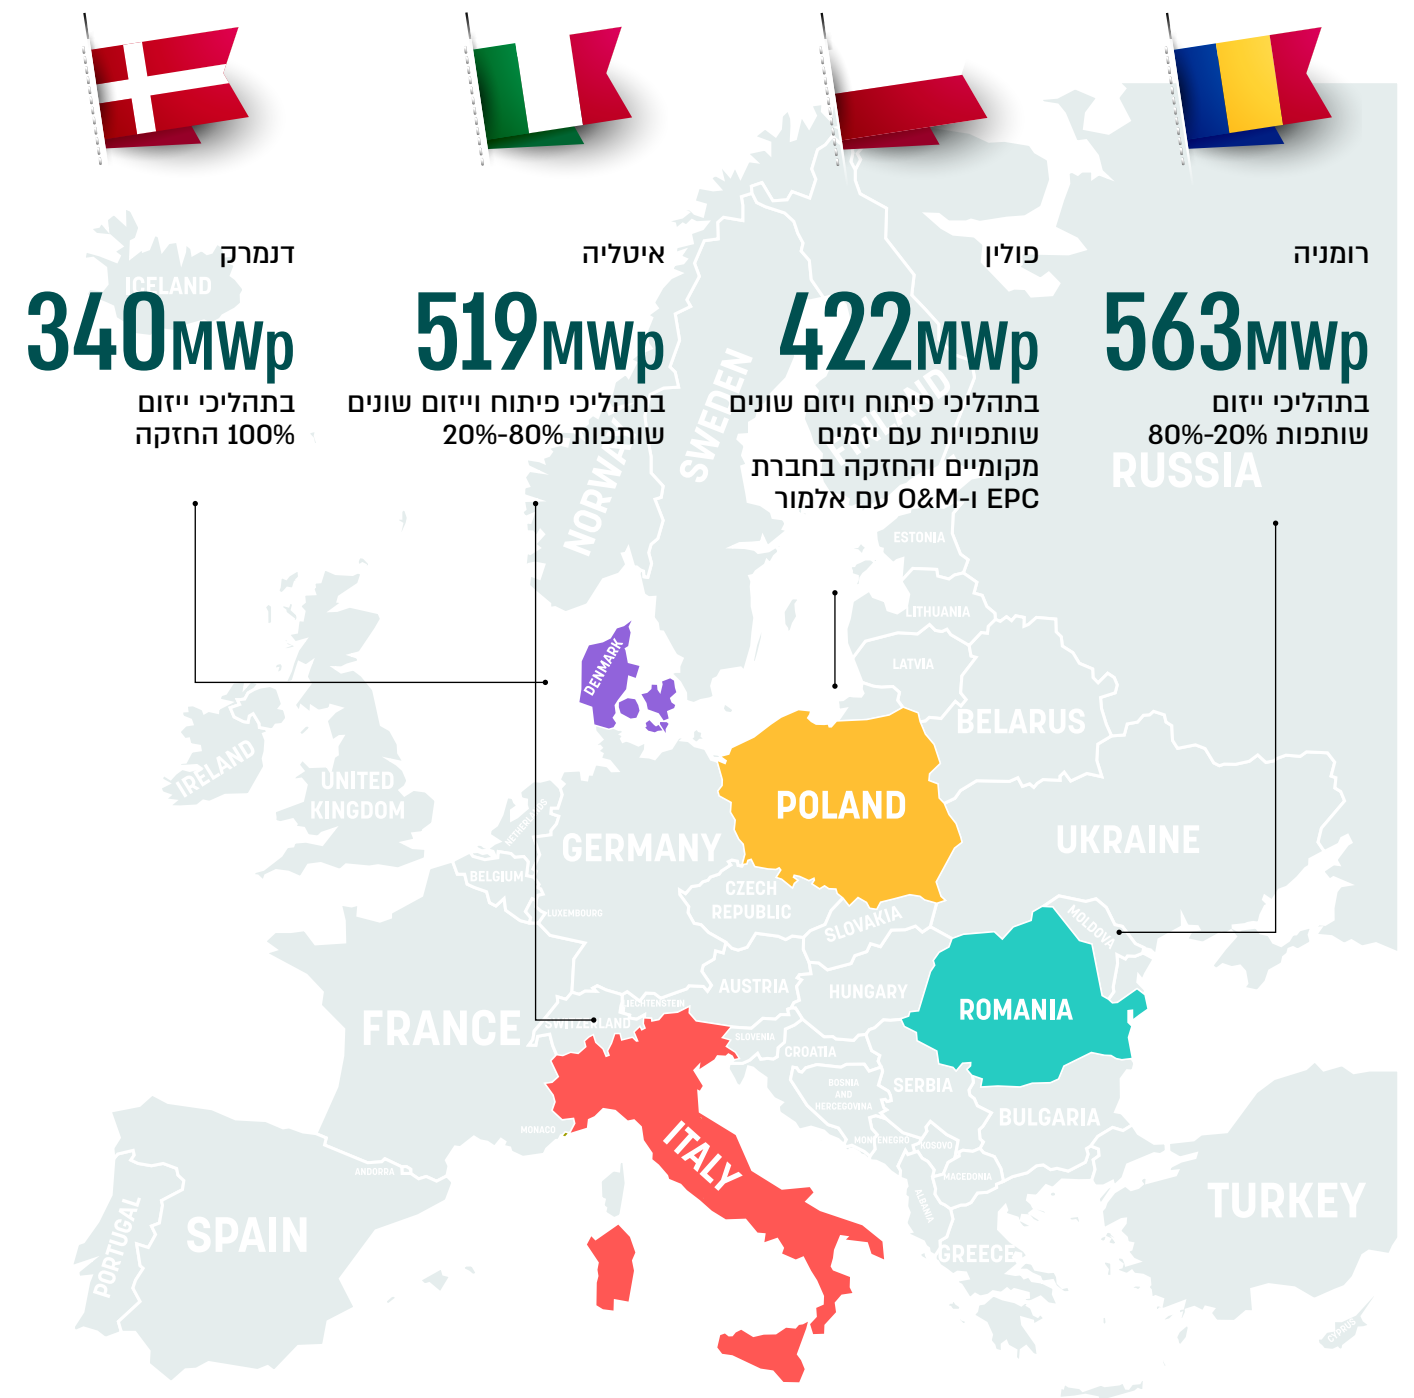 רומניה
563MWp
בתהליכי ייזום
שותפות 80%-20%
פולין
422MWp
בתהליכי פיתוח ויזום שונים
שותפויות עם יזמים
מקומיים והחזקה בחברת
EPC ו-O&M עם אלמור
איטליה
519MWp
בתהליכי פיתוח וייזום שונים
שותפות 20%-80%
דנמרק
340MWp
בתהליכי ייזום
100% החזקה
ICELAND
NORWAY
SWEDEN
FINLAND
RUSSIA
ESTONIA
LITHUANIA
LATVIA
DENMARK
BELARUS
IRELAND
UNITED
KINGDOM
NETHERLANDS
POLAND
GERMANY
UKRAINE
BELGIUM
CZECH
REPUBLIC
LUXEMBOURG
SLOVAKIA
MOLDOVA
AUSTRIA
HUNGARY
LIECHTENSTEIN
ROMANIA
FRANCE
SWITZERLAND
SLOVENIA
CROATIA
BOSNIA
AND
HERCEGOVINA
SERBIA
BULGARIA
MONACO
ITALY
MONTENEGRO
KOSOVO
ANDORRA
MACEDONIA
ALBANIA
PORTUGAL
SPAIN
TURKEY
GREECE
CYPRUS